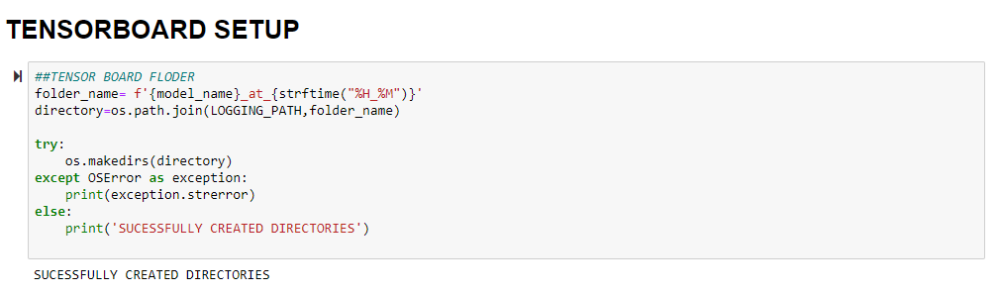 TENSORBOARD SETUP
##TENSOR BOARD FLODER
folder_name= f'{model_name}_at_{strftime("%H_%M")}'
directory=os.path.join(LOGGING_PATH,folder_name)
try:
    os.makedirs(directory)
except OSError as exception:
    print(exception.strerror)
else:
    print('SUCESSFULLY CREATED DIRECTORIES')
SUCESSFULLY CREATED DIRECTORIES